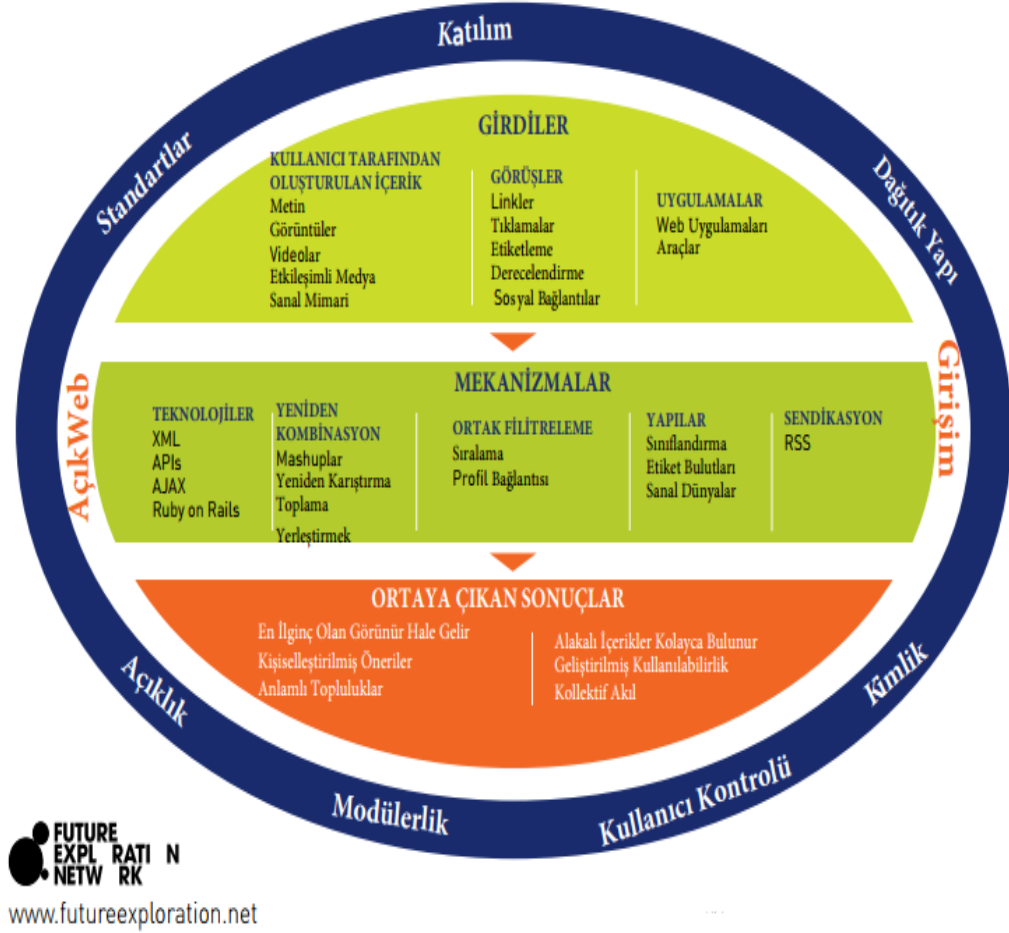 Katılım
Standartlar
Dağıtık Yapı
GİRDİLER
KULLANICI TARAFINDAN
OLUŞTURULAN İÇERİK
Metin
Görüntüler
Videolar
Etkileşimli Medya
Sanal Mimari
GÖRÜŞLER
Linkler
Tıklamalar
Etiketleme
Derecelendirme
Sosyal Bağlantılar
UYGULAMALAR
Web Uygulamaları
Araçlar
AçıkWeb
Girişim
MEKANİZMALAR
TEKNOLOJİLER
XML
APIs
AJAX
Ruby on Rails
YENİDEN
KOMBİNASYON
Mashuplar
Yeniden Karıştırma
Toplama
Yerleştirmek
ORTAK FİLİTRELEME
Sıralama
Profil Bağlantısı
YAPILAR
Sınıflandırma
Etiket Bulutları
Sanal Dünyalar
SENDİKASYON
RSS
ORTAYA ÇIKAN SONUÇLAR
En İlginç Olan Görünür Hale Gelir
Kişiselleştirilmiş Öneriler
Anlamlı Topluluklar
Alakalı İçerikler Kolayca Bulunur
Geliştirilmiş Kullanılabilirlik
Kollektif Akıl
Açıklık
Kimlik
Modülerlik
Kullanıcı Kontrolü
FUTURE
EXPL RATI N
NETW RK
www.futureexploration.net